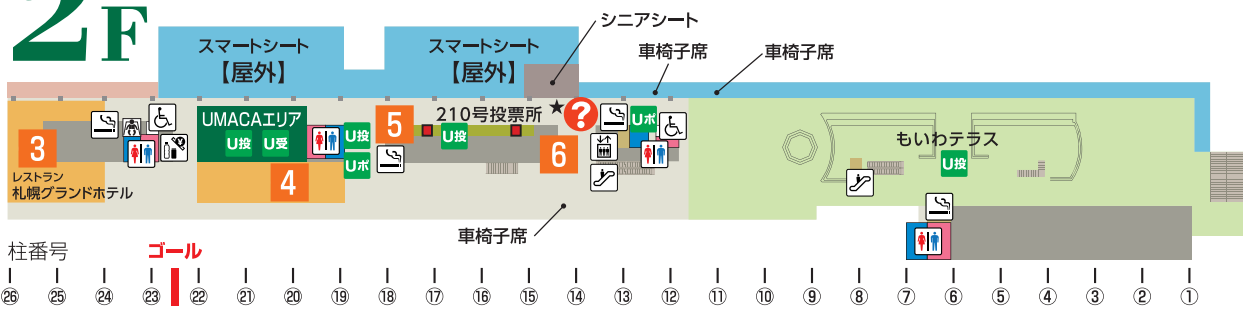 2F
シニアシート
スマートシート
【屋外】
スマートシート
【屋外】
車椅子席
車椅子席
★
?
UMACAエリア
U投
U受
U投
Uポ
5
210号投票所
U投
6
Uポ
もいわテラス
U投
3
レストラン
札幌グランドホテル
4
車椅子席
柱番号
ゴール
㉖ ㉕ ㉔ ㉓ ㉒ ㉑ ⑳ ⑲ ⑱ ⑰ ⑯ ⑮ ⑭ ⑬ ⑫ ⑪ ⑩ ⑨ ⑧ ⑦ ⑥ ⑤ ④ ③ ② ①